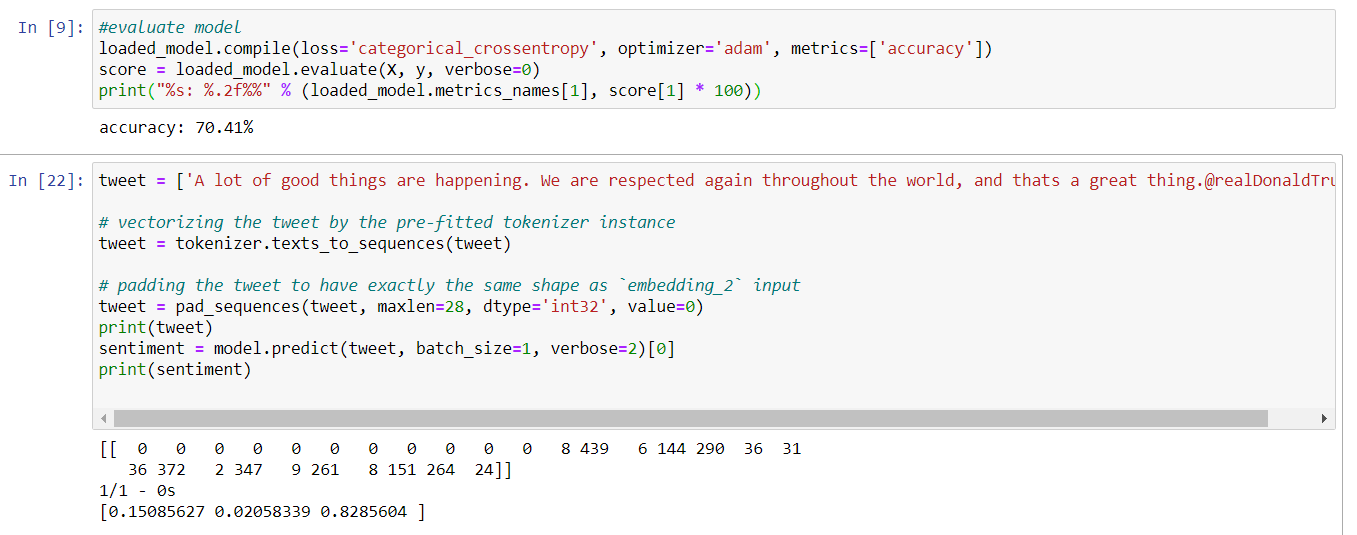 In [9]: #evaluate model
loaded_model.compile(loss='categorical_crossentropy', optimizer='adam', metrics=['accuracy'])
score = loaded_model.evaluate(X, y, verbose=0)
print("%s: %.2f%%" % (loaded_model.metrics_names[1], score[1] * 100))
accuracy: 70.41%
In [22]: tweet = ['A lot of good things are happening. We are respected again throughout the world, and thats a great thing.@realDonaldTru
# vectorizing the tweet by the pre-fitted tokenizer instance
tweet = tokenizer.texts_to_sequences(tweet)
# padding the tweet to have exactly the same shape as `embedding_2` input
tweet = pad_sequences(tweet, maxlen=28, dtype='int32', value=0)
print(tweet)
sentiment = model.predict(tweet, batch_size=1, verbose=2)[0]
print(sentiment)
[[  0   0   0   0   0   0   0   0   0   0   0   8 439   6 144 290  36  31
   36 372   2 347   9 261   8 151 264  24]]
1/1 - 0s
[0.15085627 0.02058339 0.8285604 ]